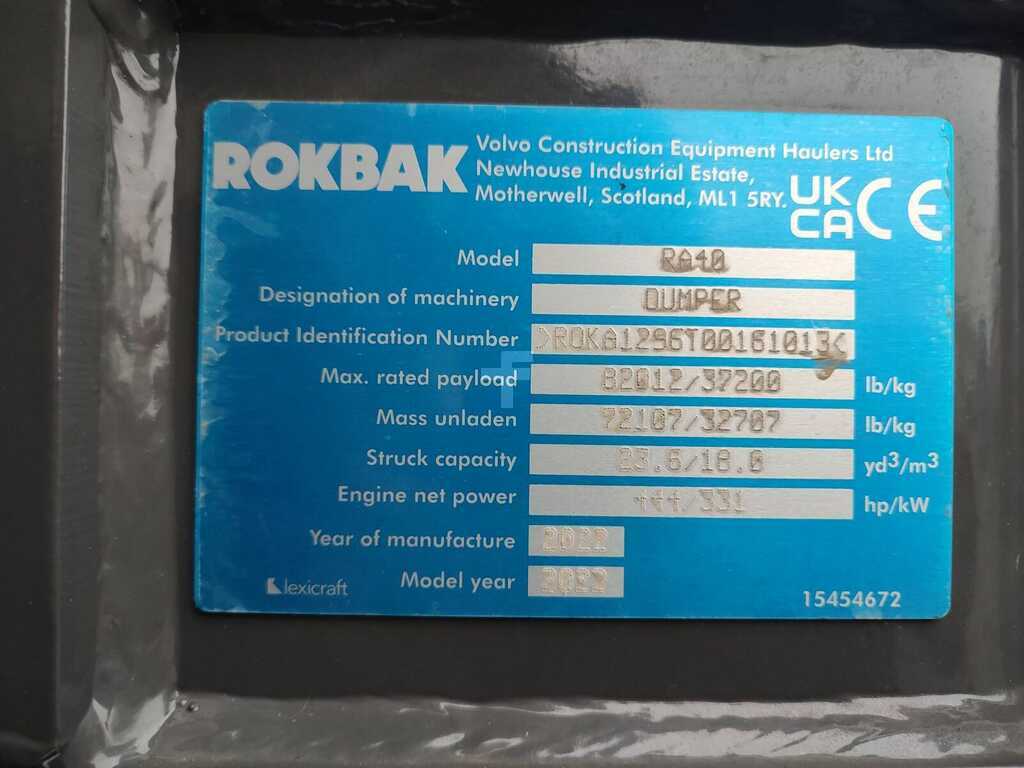 ROKBAK
Volvo Construction Equipment Haulers Ltd
Newhouse Industrial Estate,
Motherwell, Scotland, ML1 5RY.
UK
CA CE
Model RA40
Designation of machinery DUMPER
Product Identification Number >ROKA1296T00161013<
Max. rated payload 82012/37200 lb/kg
Mass unladen 72107/32707 lb/kg
Struck capacity 23.6/18.0 yd³/m³
Engine net power 444/331 hp/kW
Year of manufacture 2022
Model year
lexicraft
15454672